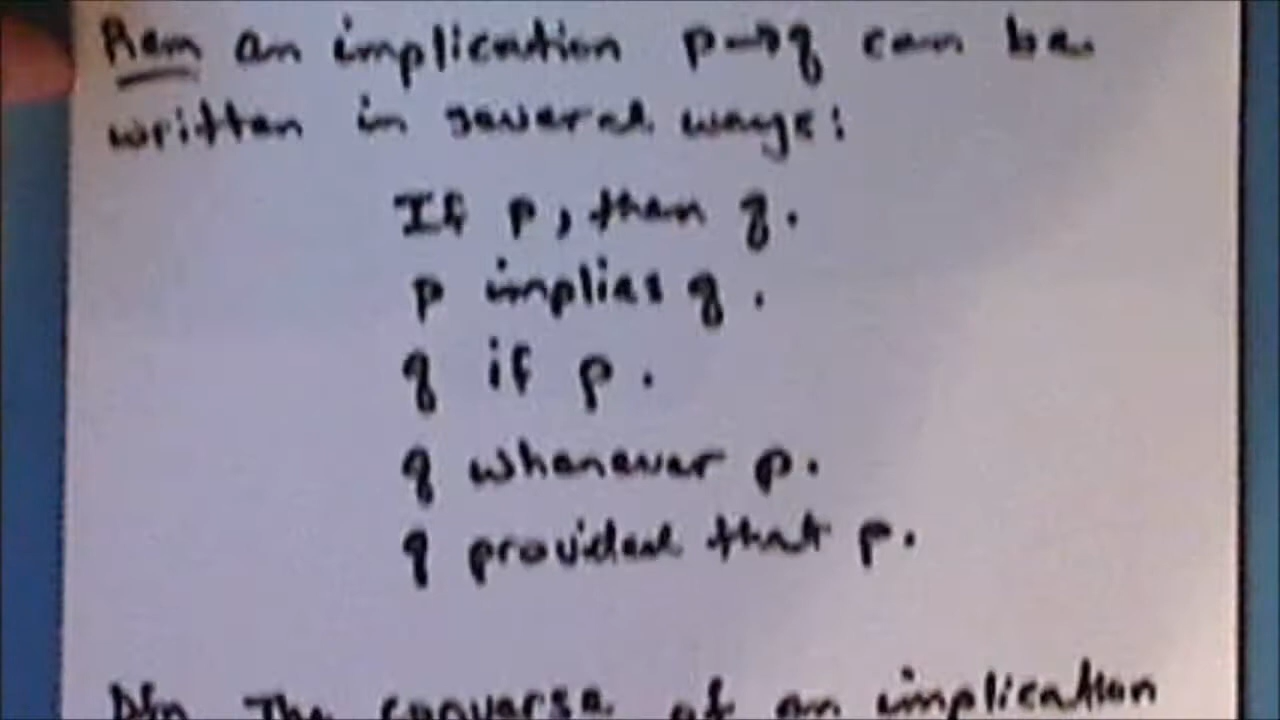 Rem an implication p→q can be
written in several ways:
If p, then q.
p implies q.
q if p.
q whenever p.
q provided that p.
Dfn The converse of an implication